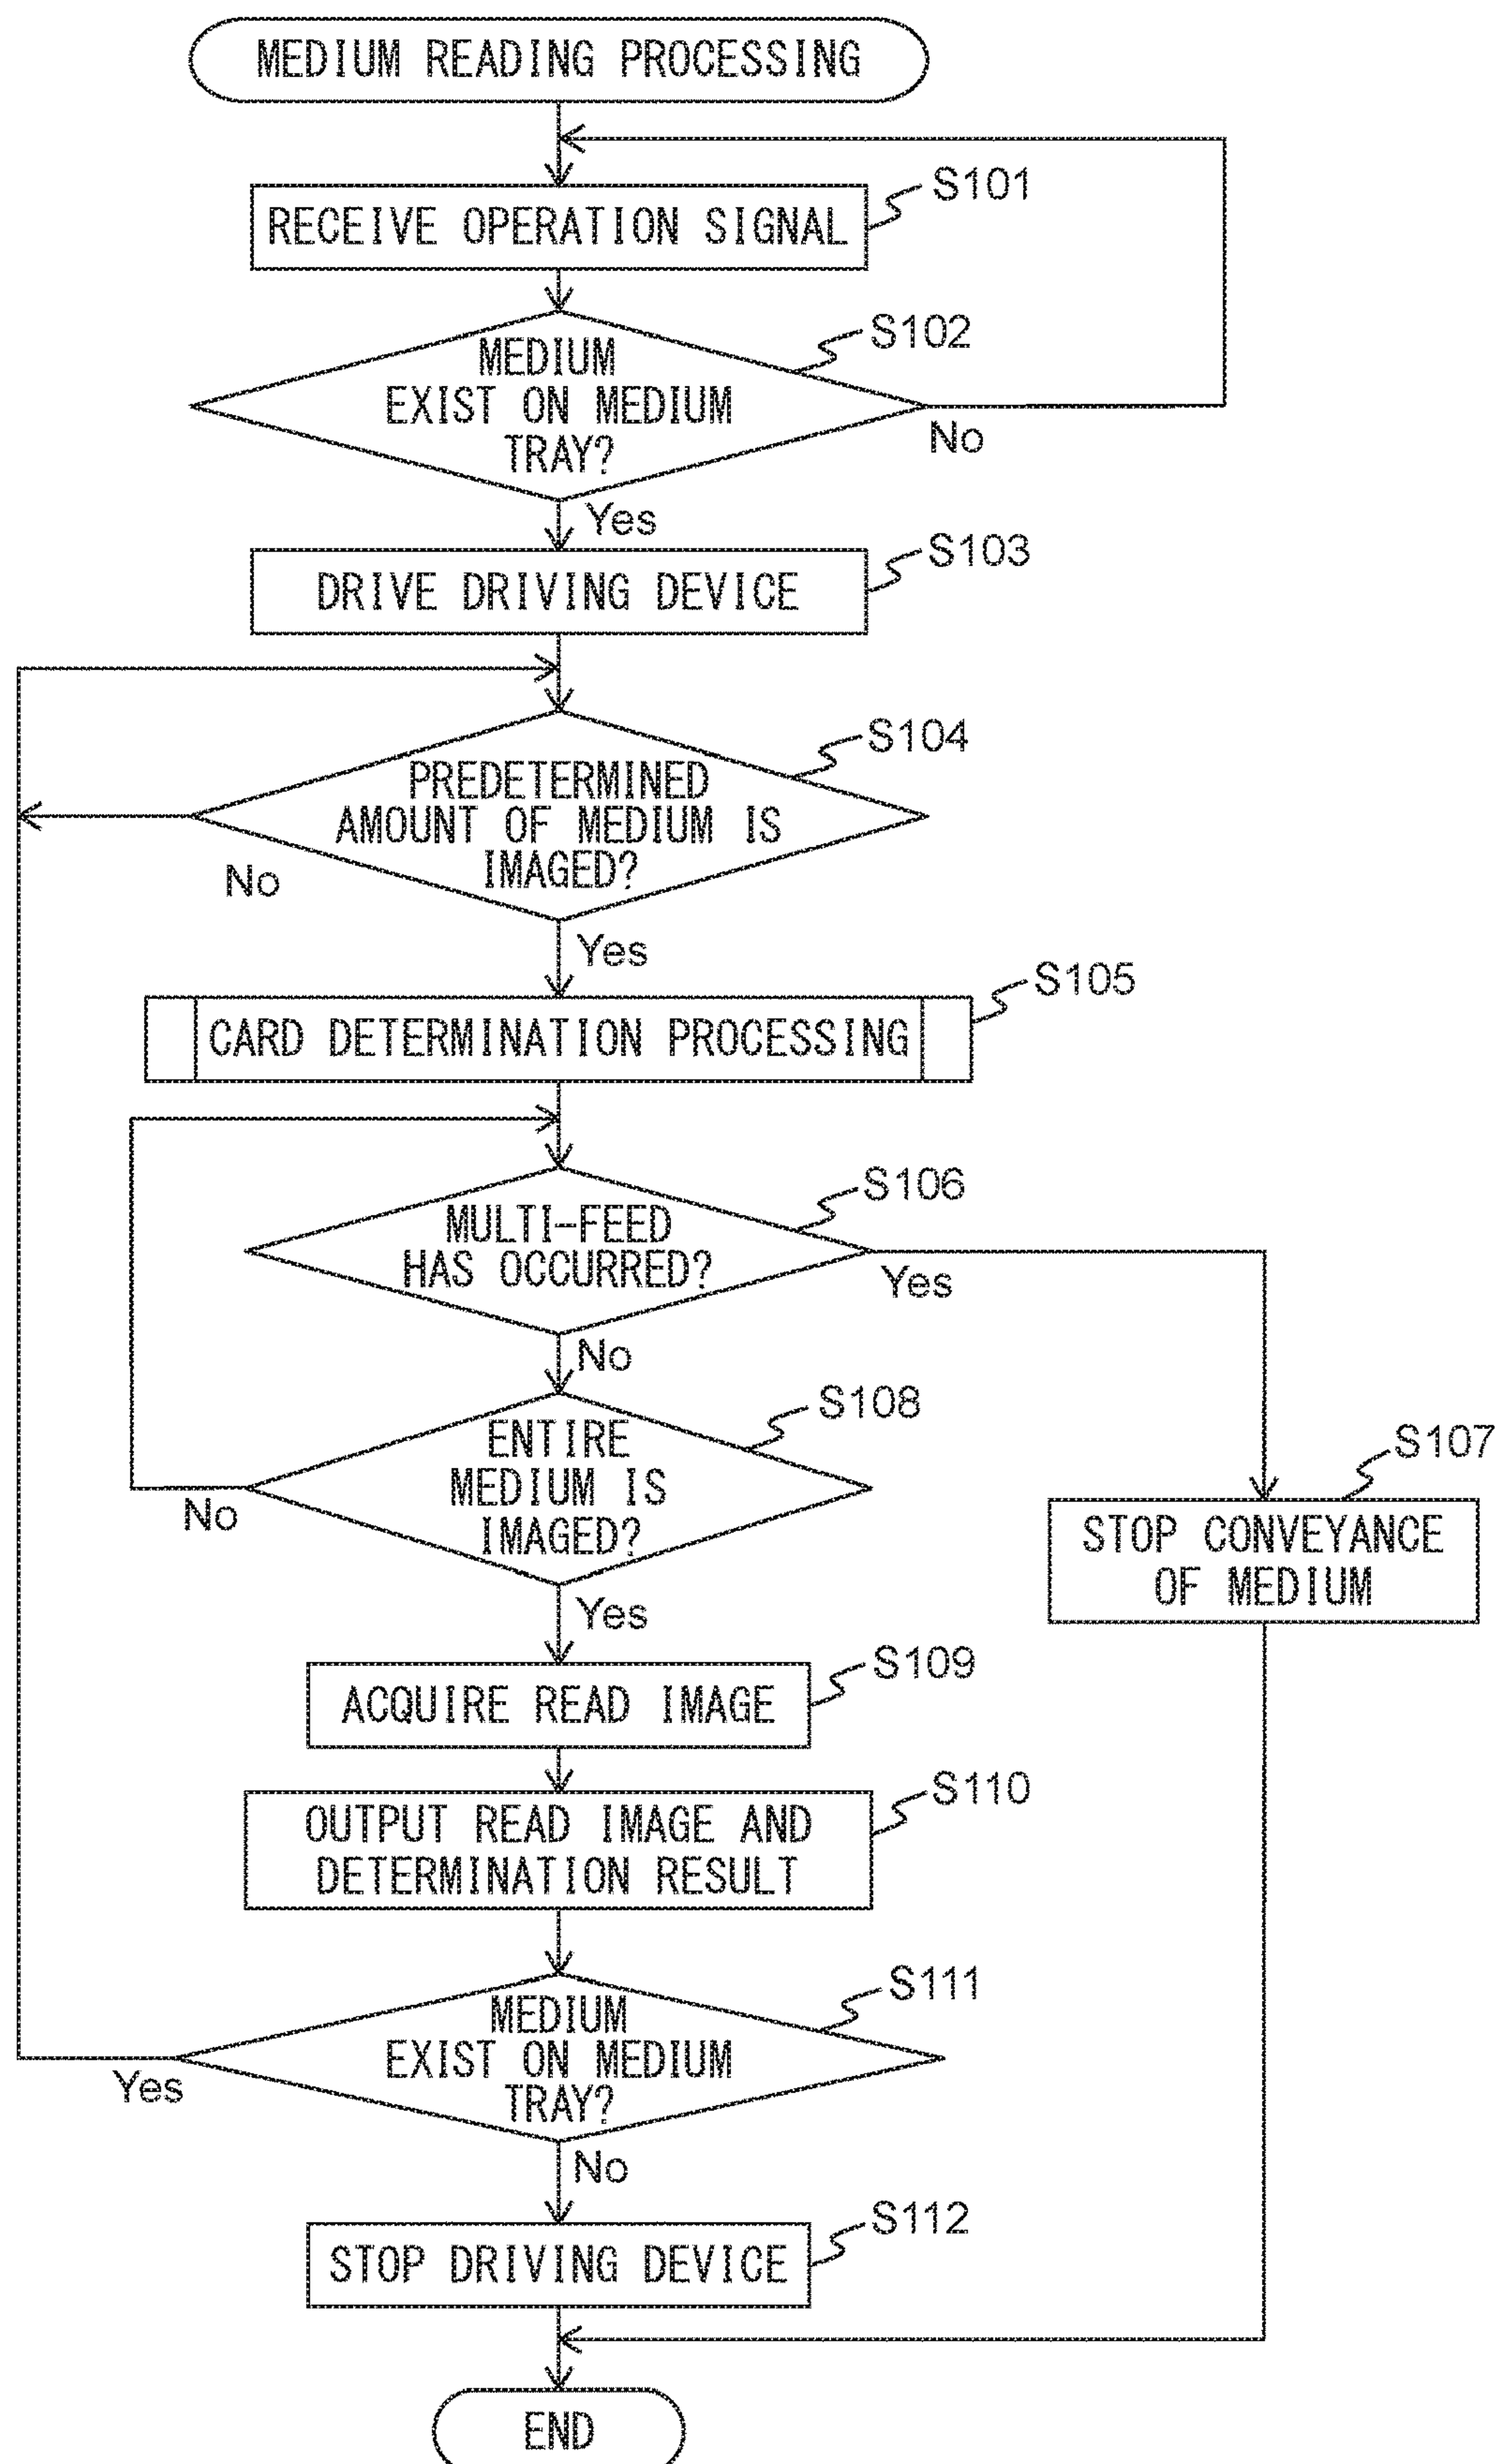 MEDIUM READING PROCESSING
S101
RECEIVE OPERATION SIGNAL
S102
MEDIUM
EXIST ON MEDIUM
TRAY?
No
Yes
S103
DRIVE DRIVING DEVICE
S104
PREDETERMINED
AMOUNT OF MEDIUM IS
IMAGED?
No
Yes
S105
CARD DETERMINATION PROCESSING
S106
MULTI-FEED
HAS OCCURRED?
Yes
No
S108
ENTIRE
MEDIUM IS
IMAGED?
No
Yes
S107
STOP CONVEYANCE
OF MEDIUM
S109
ACQUIRE READ IMAGE
S110
OUTPUT READ IMAGE AND
DETERMINATION RESULT
S111
MEDIUM
EXIST ON MEDIUM
TRAY?
Yes
No
S112
STOP DRIVING DEVICE
END